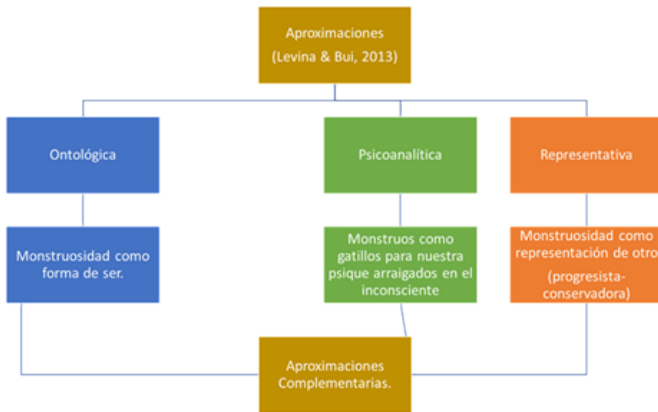 Aproximaciones
(Levina & Bui, 2013)
Ontológica
Psicoanalítica
Representativa
Monstruosidad como
forma de ser.
Monstruos como
gatillos para nuestra
psique arraigados en el
inconsciente
Monstruosidad como
representación de otro
(progresista-
conservadora)
Aproximaciones
Complementarias.